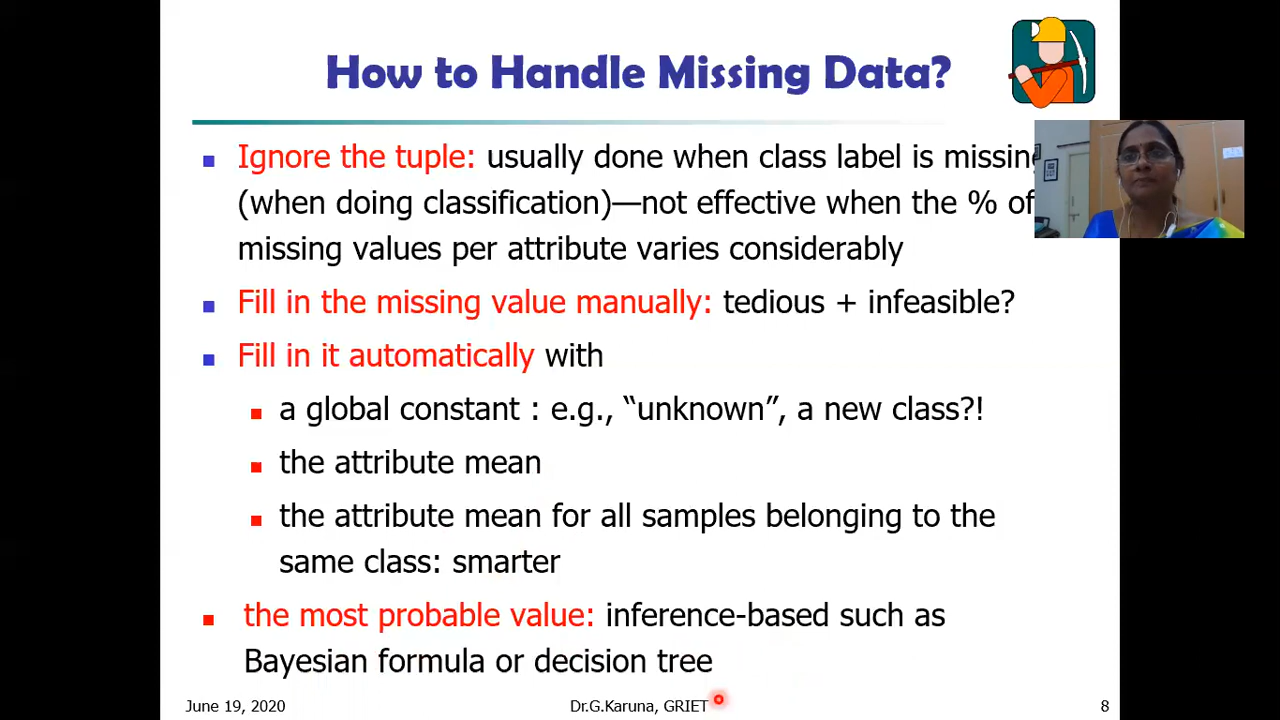 How to Handle Missing Data?
Ignore the tuple: usually done when class label is missing
(when doing classification)—not effective when the % of
missing values per attribute varies considerably
Fill in the missing value manually: tedious + infeasible?
Fill in it automatically with
a global constant : e.g., “unknown”, a new class?!
the attribute mean
the attribute mean for all samples belonging to the
same class: smarter
the most probable value: inference-based such as
Bayesian formula or decision tree
June 19, 2020
Dr.G.Karuna, GRIET
8